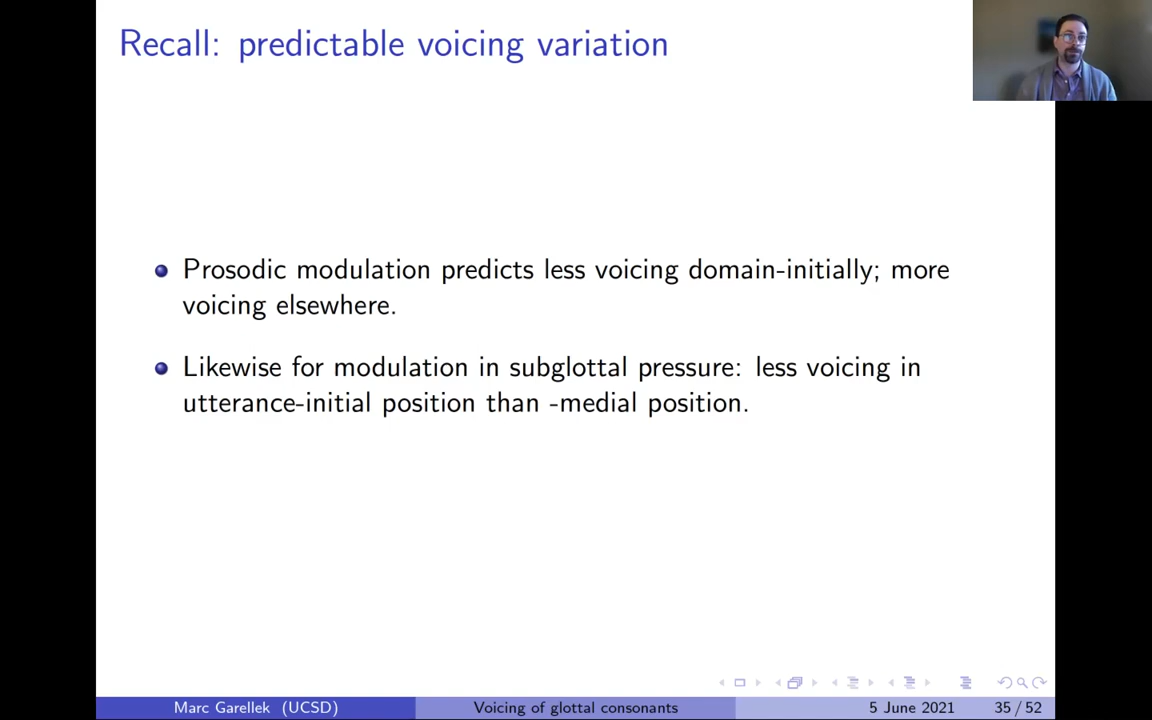 Recall: predictable voicing variation
Prosodic modulation predicts less voicing domain-initially; more
voicing elsewhere.
Likewise for modulation in subglottal pressure: less voicing in
utterance-initial position than -medial position.
Marc Garellek (UCSD) Voicing of glottal consonants 5 June 2021 35 / 52